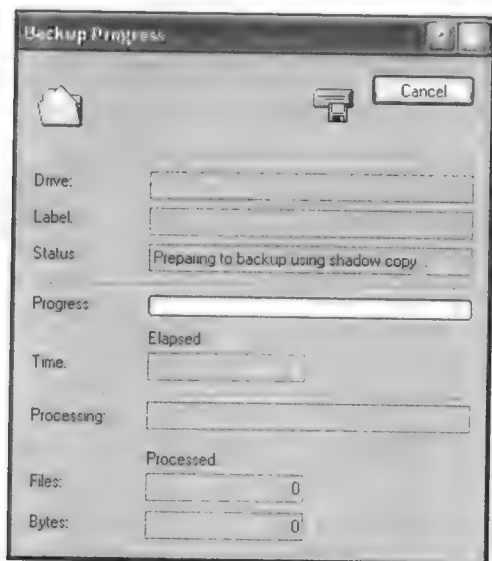 Backup Progress
Cancel
Drive:
Label:
Status
Preparing to backup using shadow copy
Progress
Elapsed
Time:
Processing:
Processed
Files: 0
Bytes: 0